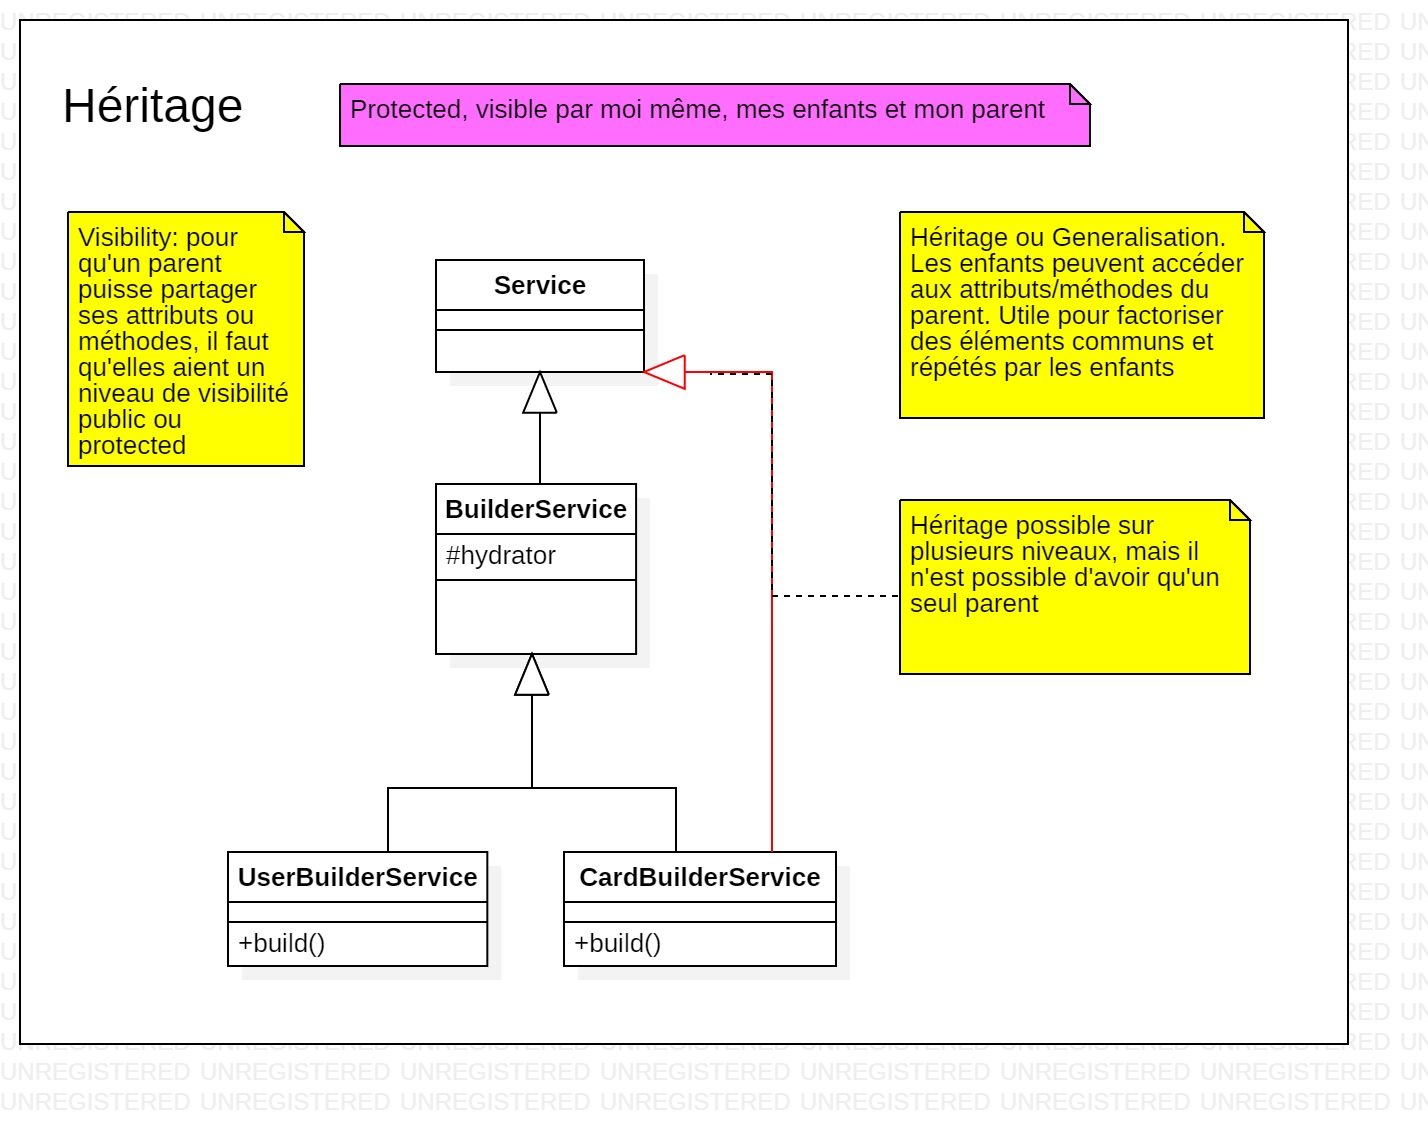 Héritage
Protected, visible par moi même, mes enfants et mon parent
Visibility: pour
qu'un parent
puisse partager
ses attributs ou
méthodes, il faut
qu'elles aient un
niveau de visibilité
public ou
protected
Service
Héritage ou Generalisation.
Les enfants peuvent accéder
aux attributs/méthodes du
parent. Utile pour factoriser
des éléments communs et
répétés par les enfants
BuilderService
#hydrator
Héritage possible sur
plusieurs niveaux, mais il
n'est possible d'avoir qu'un
seul parent
UserBuilderService
+build()
CardBuilderService
+build()
UNREGISTERED UNREGISTERED UNREGISTERED UNREGISTERED UNREGISTERED UNREGISTERED UNREGISTERED UN
UNREGISTERED UNREGISTERED UNREGISTERED UNREGISTERED UNREGISTERED UNREGISTERED UNREGISTERED UN